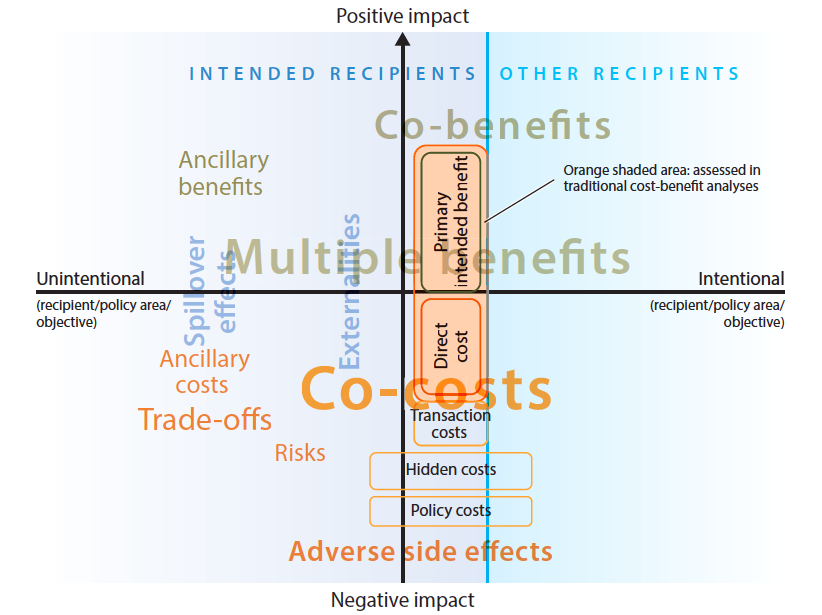 Positive impact
INTENDED RECIPIENTS
OTHER RECIPIENTS
Co-benefits
Ancillary
benefits
Orange shaded area: assessed in
traditional cost-benefit analyses
Primary
intended benefit
Multiple benefits
Spillover
effects
Externalities
Unintentional
(recipient/policy area/
objective)
Intentional
(recipient/policy area/
objective)
Direct
cost
Ancillary
costs
Co-costs
Trade-offs
Transaction
costs
Risks
Hidden costs
Policy costs
Adverse side effects
Negative impact